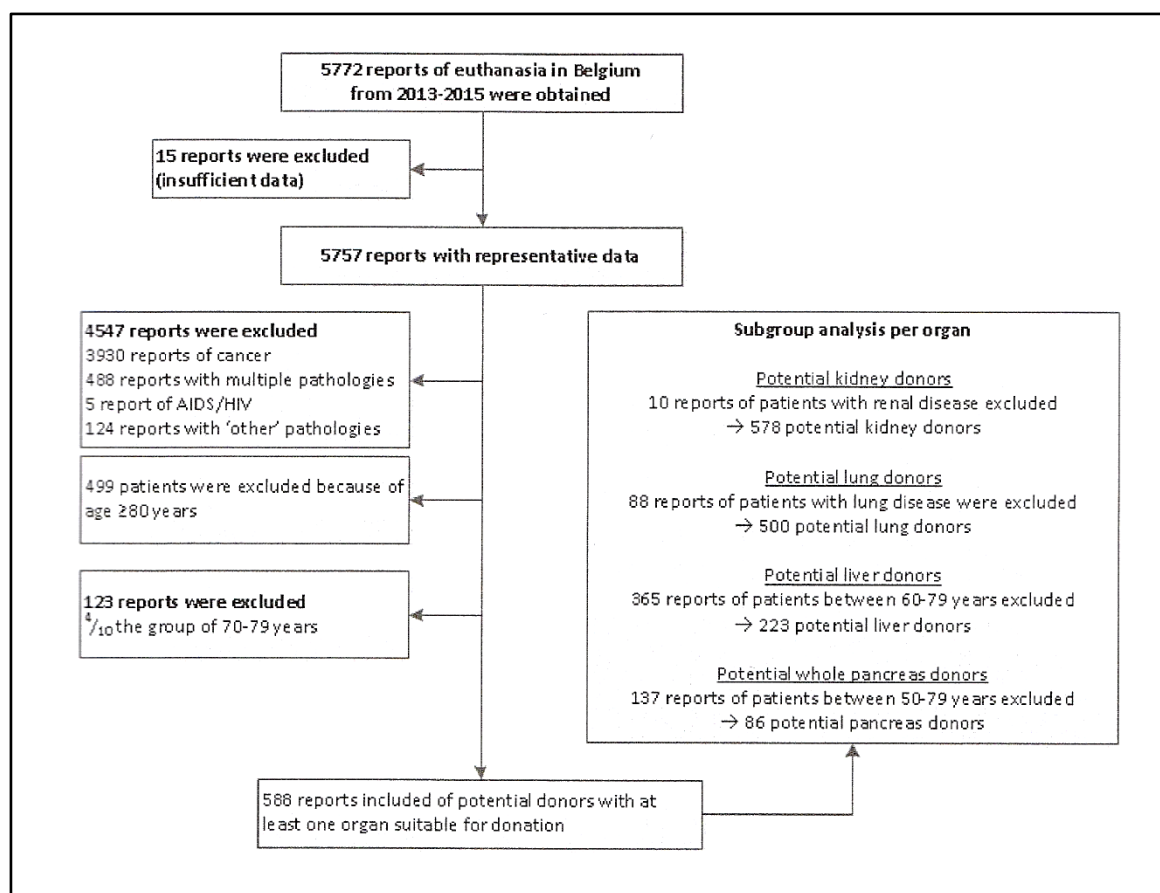 5772 reports of euthanasia in Belgium
from 2013-2015 were obtained
15 reports were excluded
(insufficient data)
5757 reports with representative data
4547 reports were excluded
3930 reports of cancer
488 reports with multiple pathologies
5 report of AIDS/HIV
124 reports with ‘other’ pathologies
499 patients were excluded because of
age ≥80 years
123 reports were excluded
4/10 the group of 70-79 years
588 reports included of potential donors with at
least one organ suitable for donation
Subgroup analysis per organ
Potential kidney donors
10 reports of patients with renal disease excluded
→ 578 potential kidney donors
Potential lung donors
88 reports of patients with lung disease were excluded
→ 500 potential lung donors
Potential liver donors
365 reports of patients between 60-79 years excluded
→ 223 potential liver donors
Potential whole pancreas donors
137 reports of patients between 50-79 years excluded
→ 86 potential pancreas donors